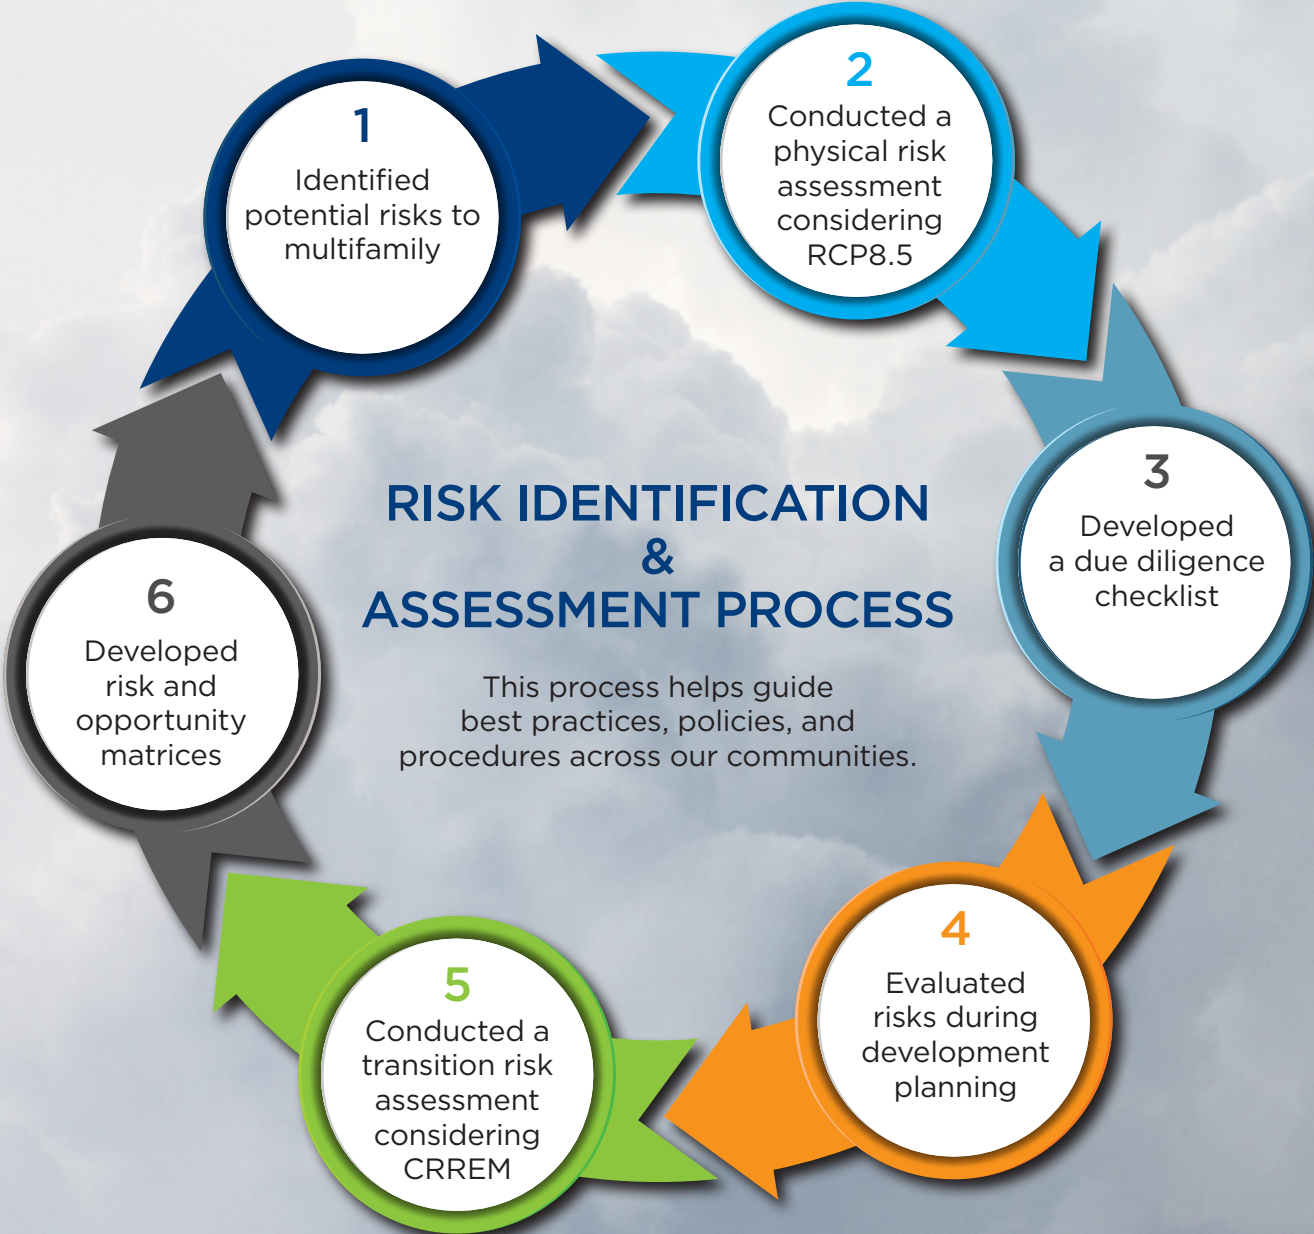 1
Identified
potential risks to
multifamily
2
Conducted a
physical risk
assessment
considering
RCP8.5
3
Developed
a due diligence
checklist
4
Evaluated
risks during
development
planning
5
Conducted a
transition risk
assessment
considering
CRREM
6
Developed
risk and
opportunity
matrices
RISK IDENTIFICATION
&
ASSESSMENT PROCESS
This process helps guide
best practices, policies, and
procedures across our communities.